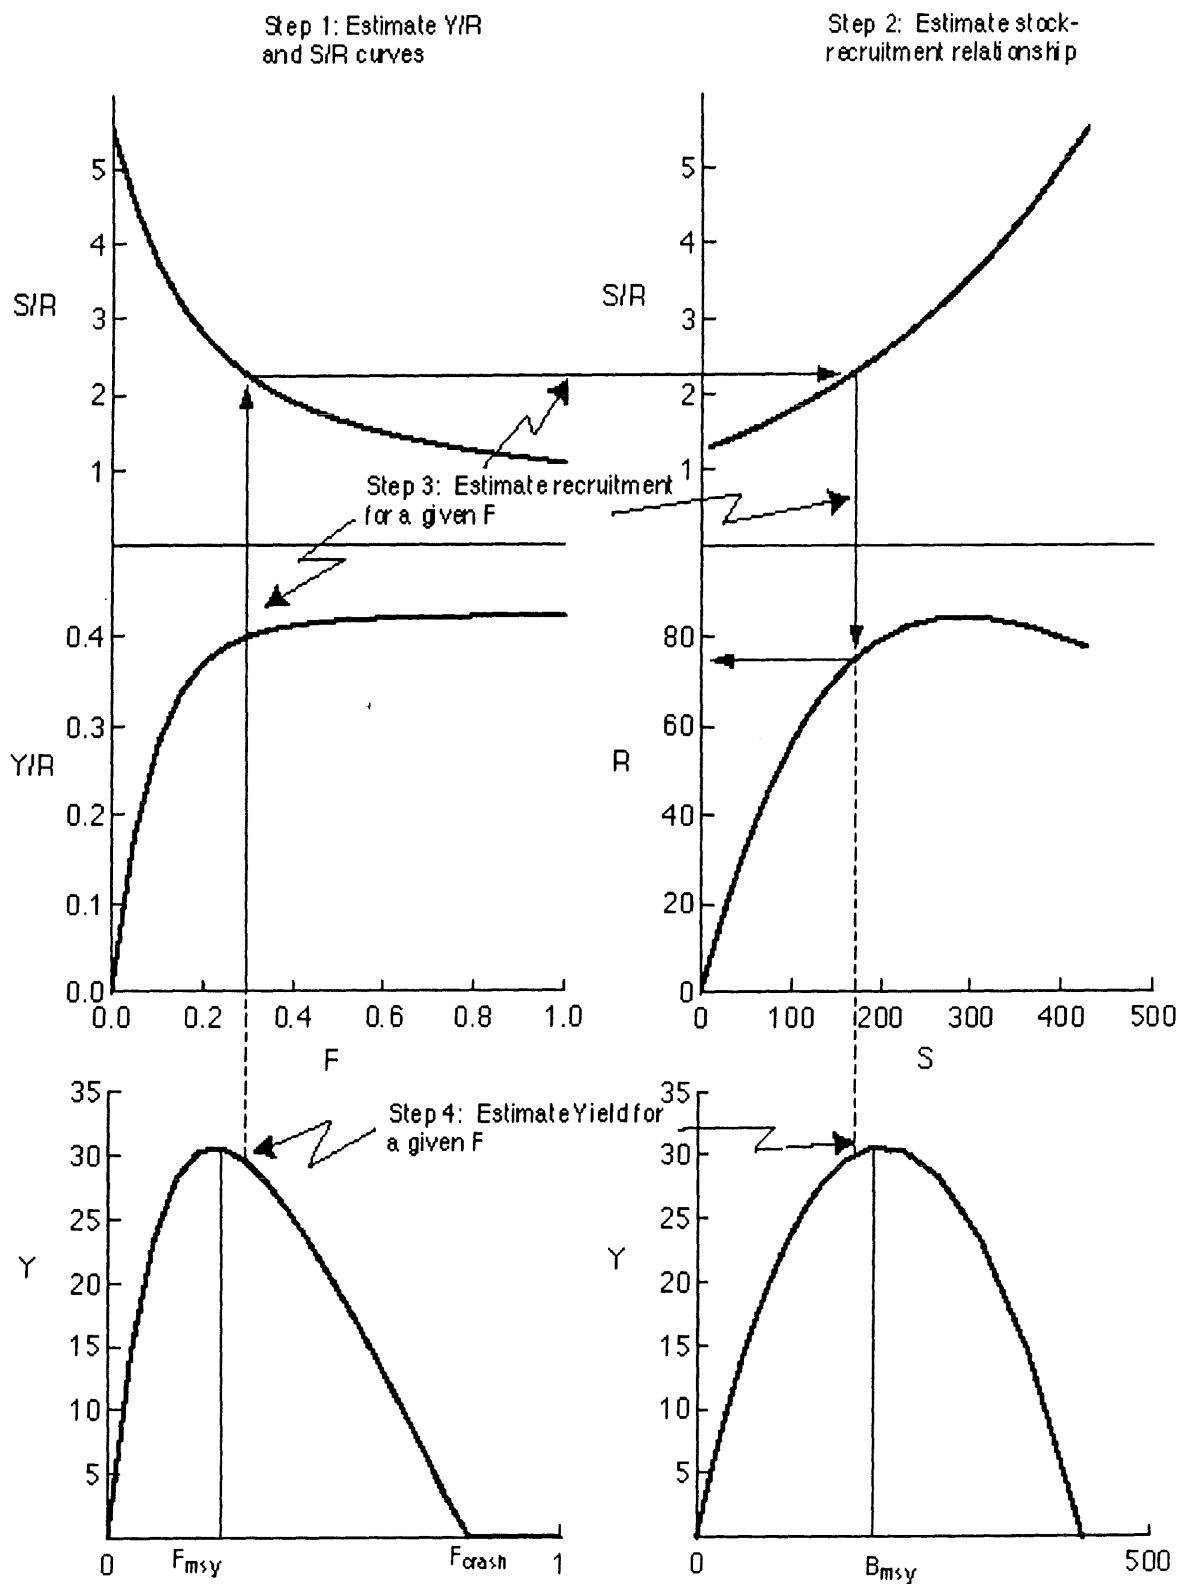 Step 1: Estimate Y/R
and S/R curves
Step 2: Estimate stock-
recruitment relationship
5
4
S/R
3
2
1
5
4
S/R
3
2
1
Step 3: Estimate recruitment
for a given F
0.4
0.3
Y/R
0.2
0.1
0.0
0.0 0.2 0.4 0.6 0.8 1.0
F
80
60
R
40
20
0
0 100 200 300 400 500
S
35
30
25
Y
20
15
10
5
0 Fmsy Fcrash 1
Step 4: Estimate Yield for
a given F
35
30
25
Y
20
15
10
5
0 Bmsy 500